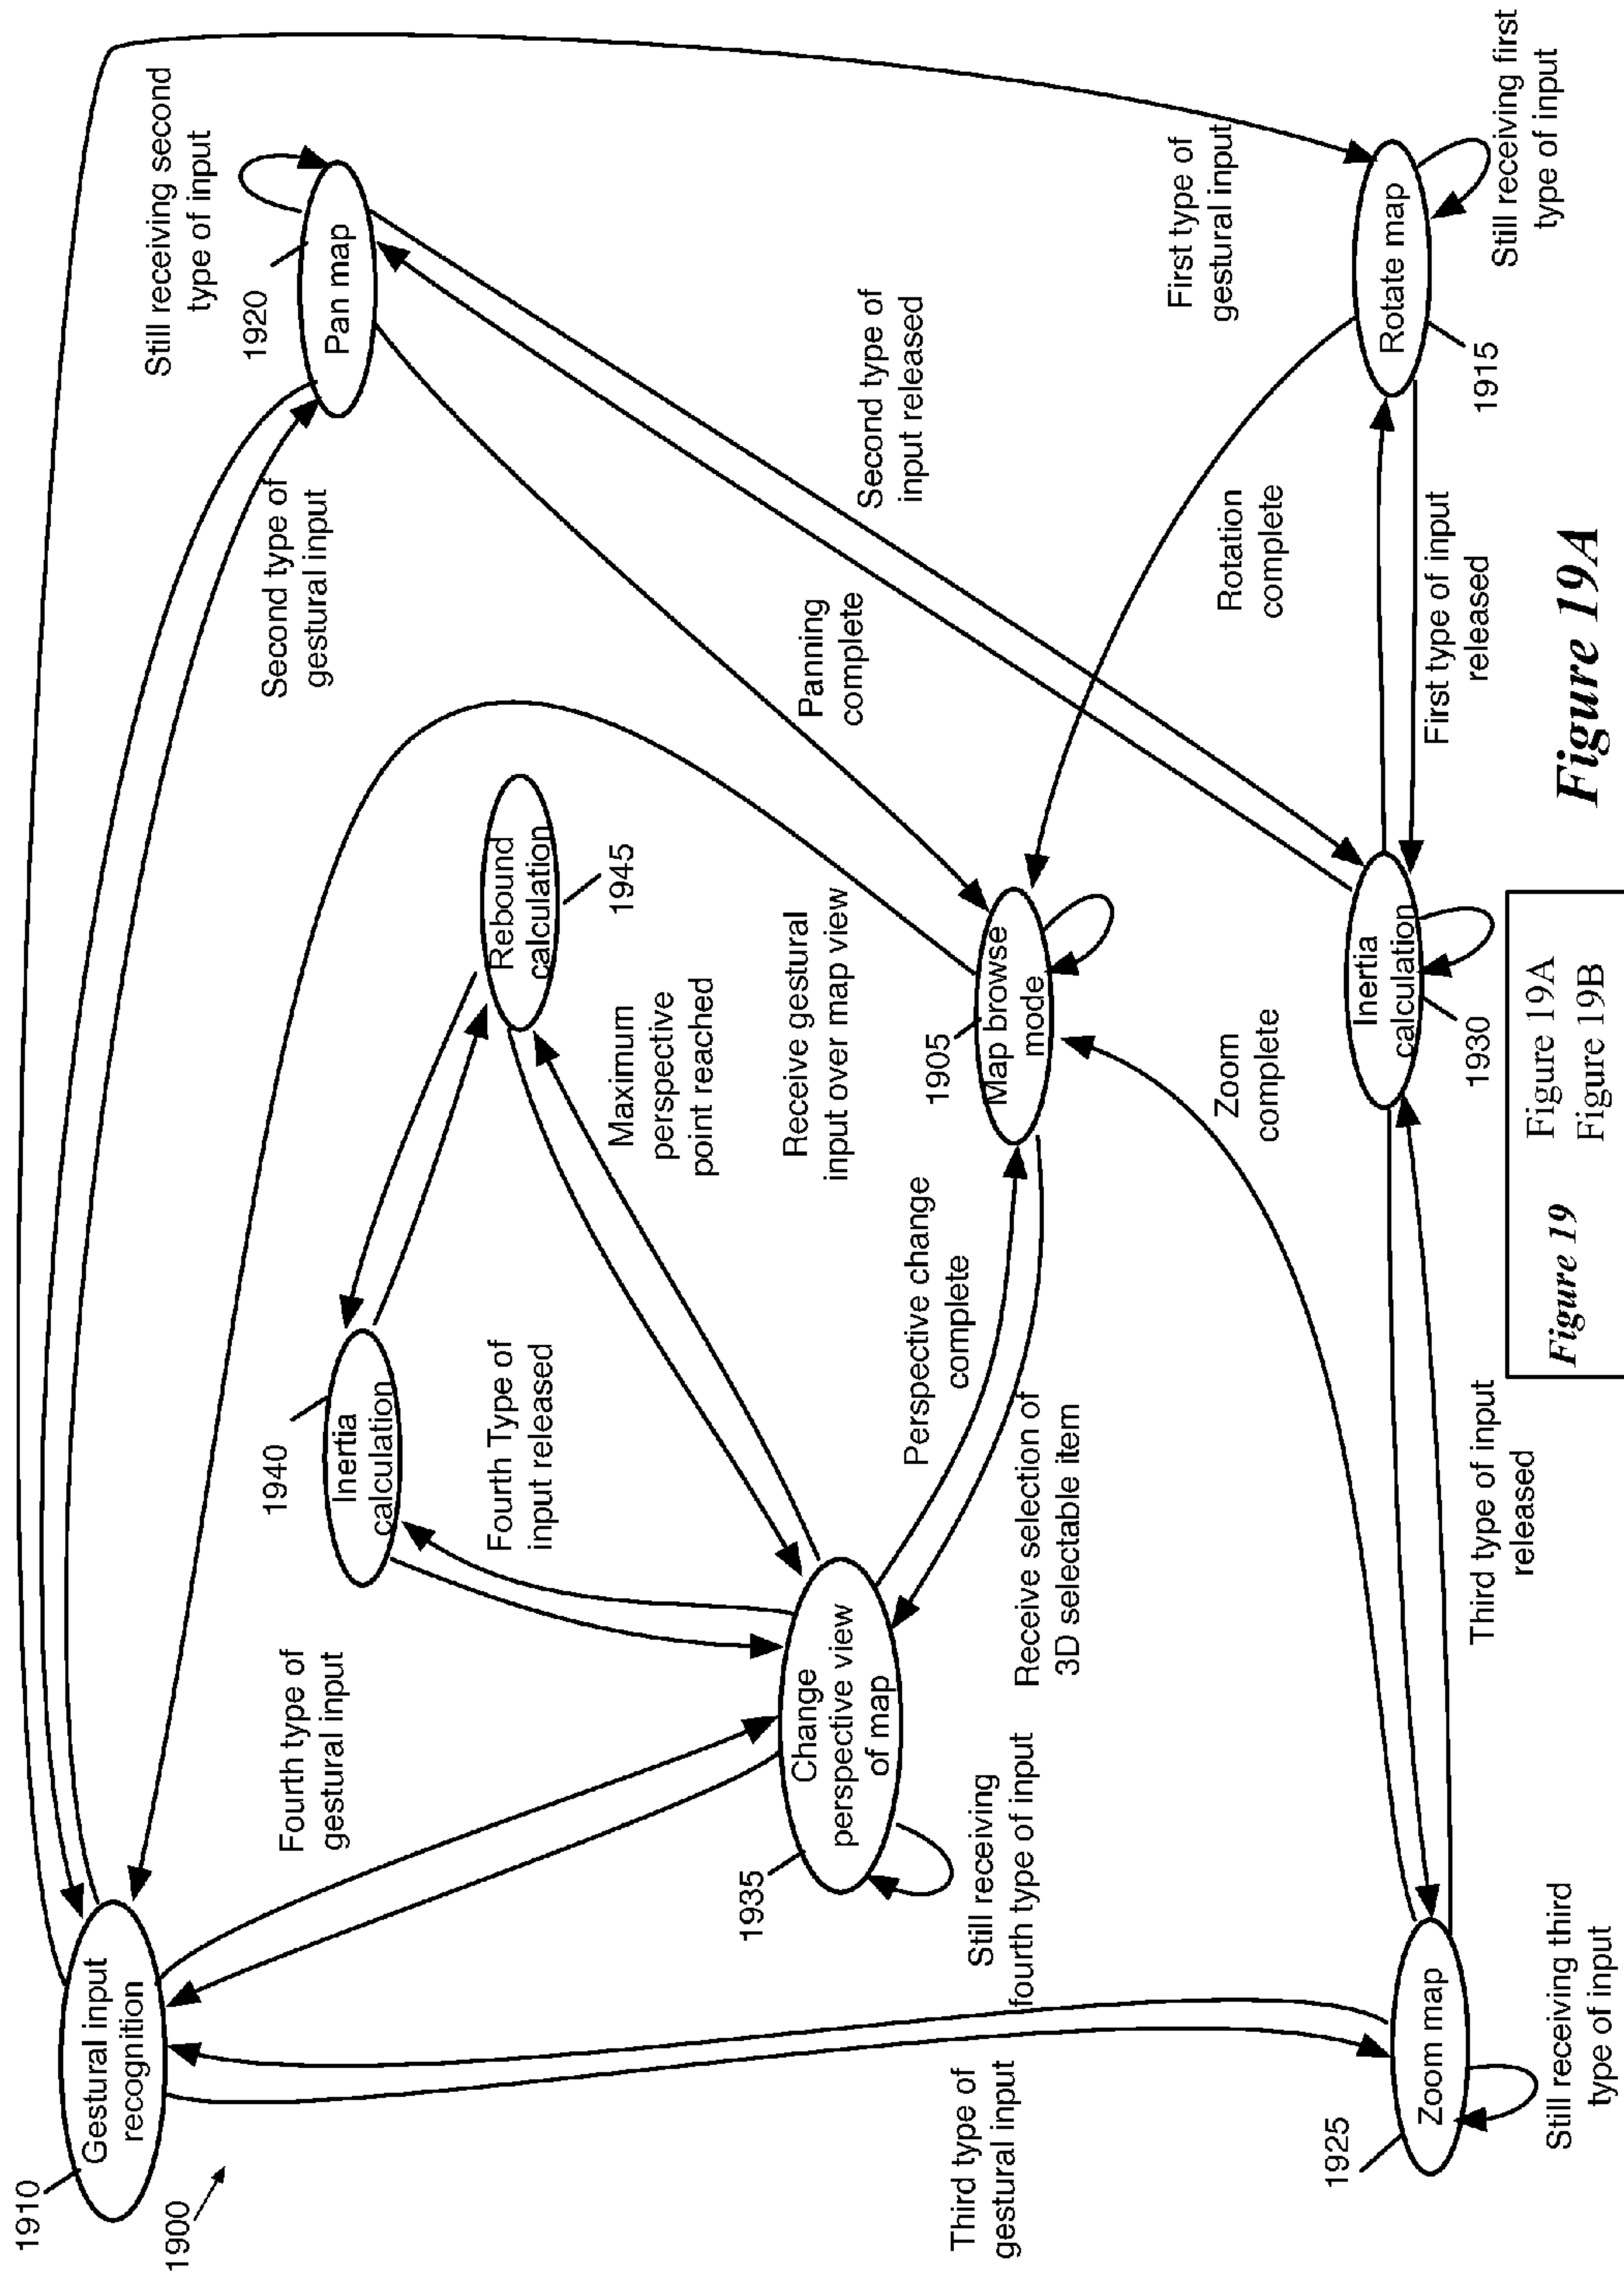 1910
Gestural input
recognition
1900
Second type of
gestural input
Still receiving second
type of input
1920
Pan map
Fourth type of
gestural input
1940
Inertia
calculation
Fourth Type of
input released
Rebound
calculation
1945
Maximum
perspective
point reached
Receive gestural
input over map view
Panning
complete
Second type of
input released
First type of
gestural input
1935
Change
perspective view
of map
Still receiving
fourth type of input
Perspective change
complete
Receive selection of
3D selectable item
1905
Map browse
mode
Rotation
complete
Zoom
complete
Third type of
gestural input
1925
Zoom map
Still receiving third
type of input
Third type of input
released
Inertia
calculation
1930
First type of input
released
Rotate map
1915
Still receiving first
type of input
Figure 19
Figure 19A
Figure 19B
Figure 19A